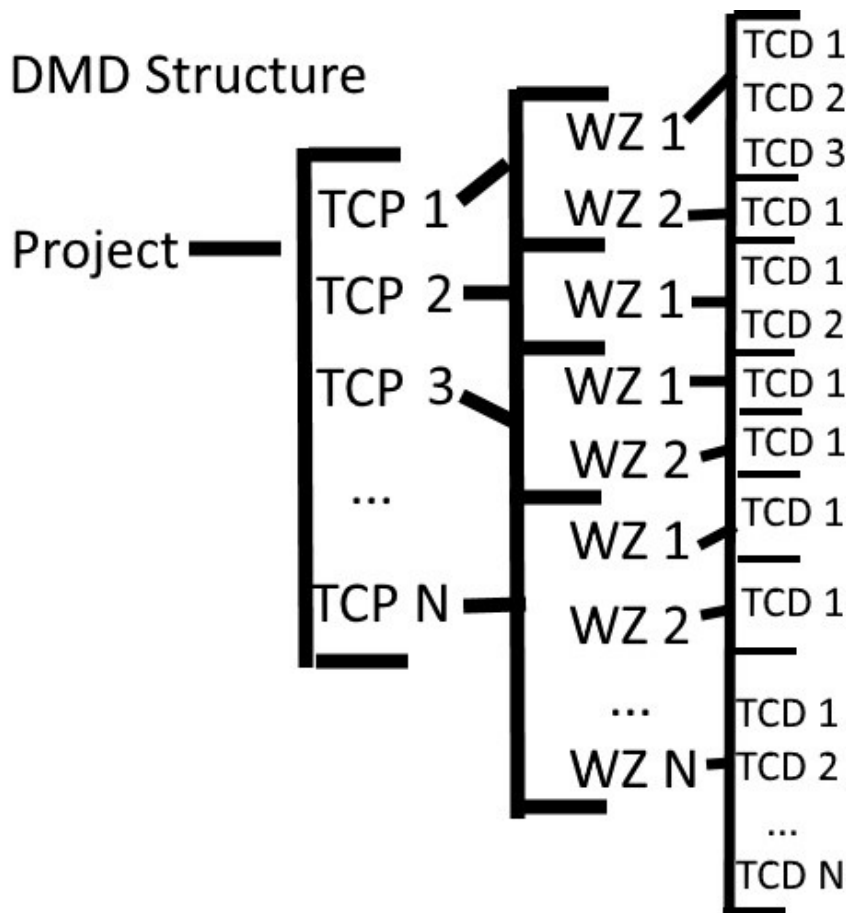 DMD Structure
Project
TCP 1
TCP 2
TCP 3
...
TCP N
WZ 1
WZ 2
WZ 1
WZ 1
WZ 2
WZ 1
WZ 2
...
WZ N
TCD 1
TCD 2
TCD 3
TCD 1
TCD 1
TCD 2
TCD 1
TCD 1
TCD 1
TCD 1
TCD 1
TCD 2
...
TCD N